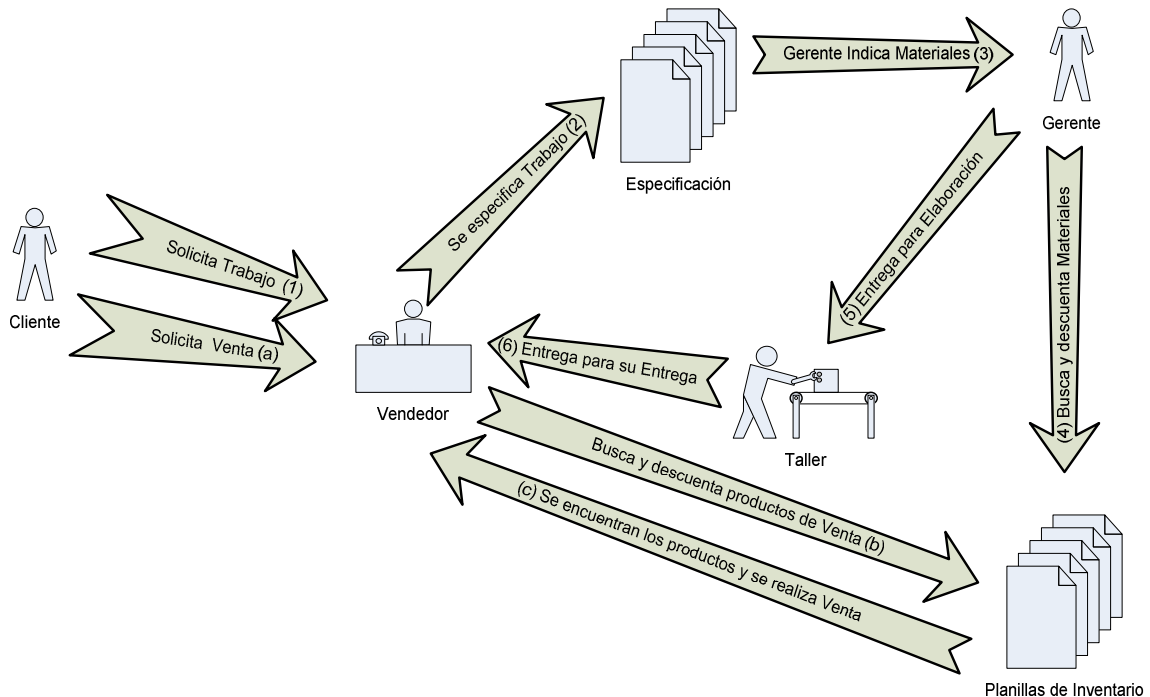 Gerente Indica Materiales (3)
Gerente
Especificación
Se especifica Trabajo (2)
(5) Entrega para Elaboración
(4) Busca y descuenta Materiales
Cliente
Solicita Trabajo (1)
Solicita Venta (a)
Vendedor
(6) Entrega para su Entrega
Taller
Busca y descuenta productos de Venta (b)
(c) Se encuentran los productos y se realiza Venta
Planillas de Inventario